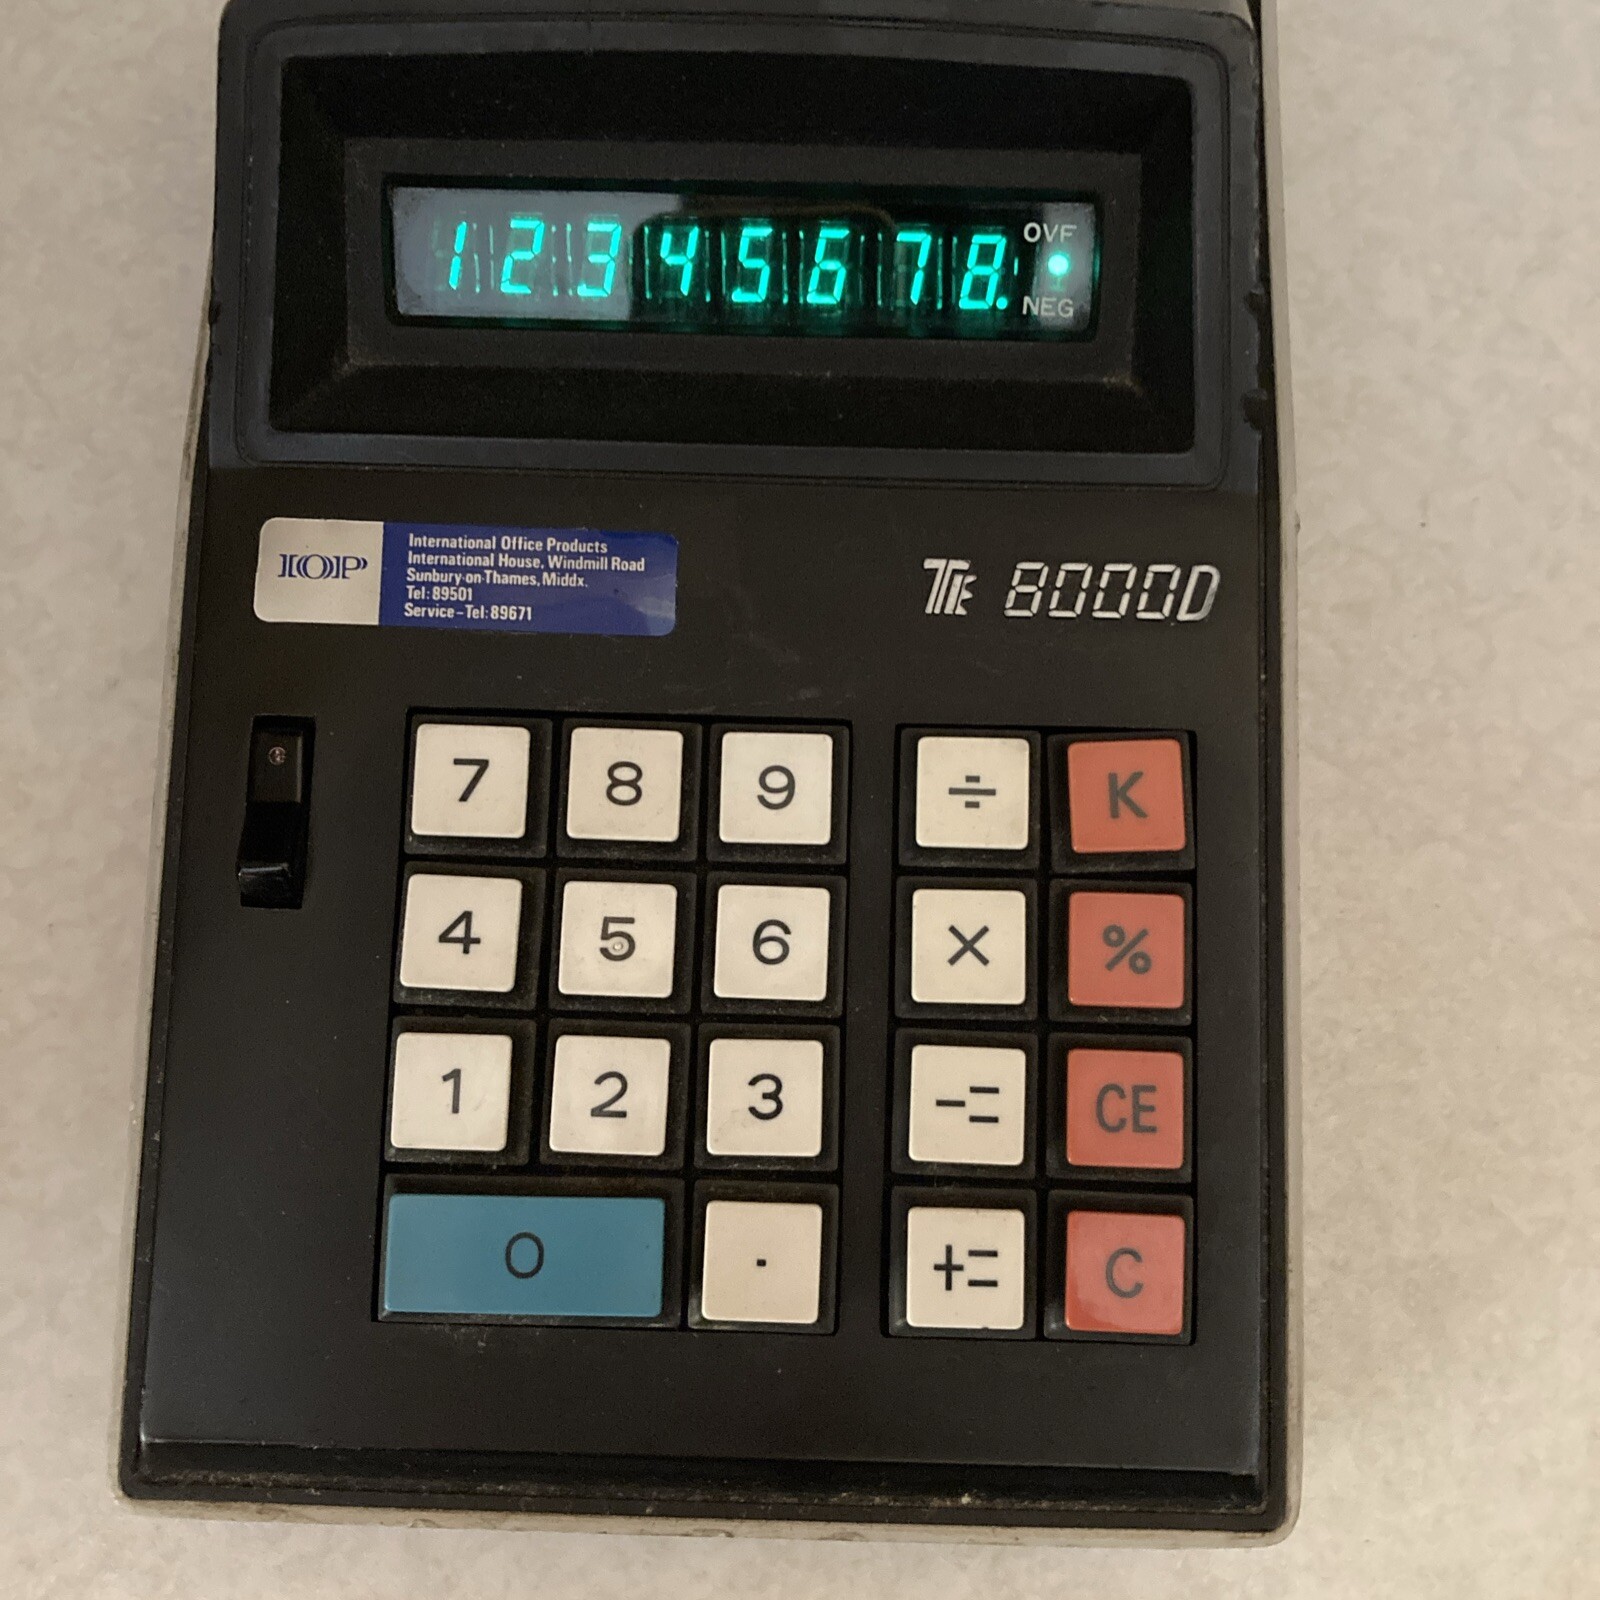 12345678.
OVF
NEG
IOP
International Office Products
International House, Windmill Road
Sunbury-on-Thames, Middx.
Tel: 89501
Service-Tel: 89671
8000D
7 8 9 ÷ K
4 5 6 × %
1 2 3 -= CE
0 . += C